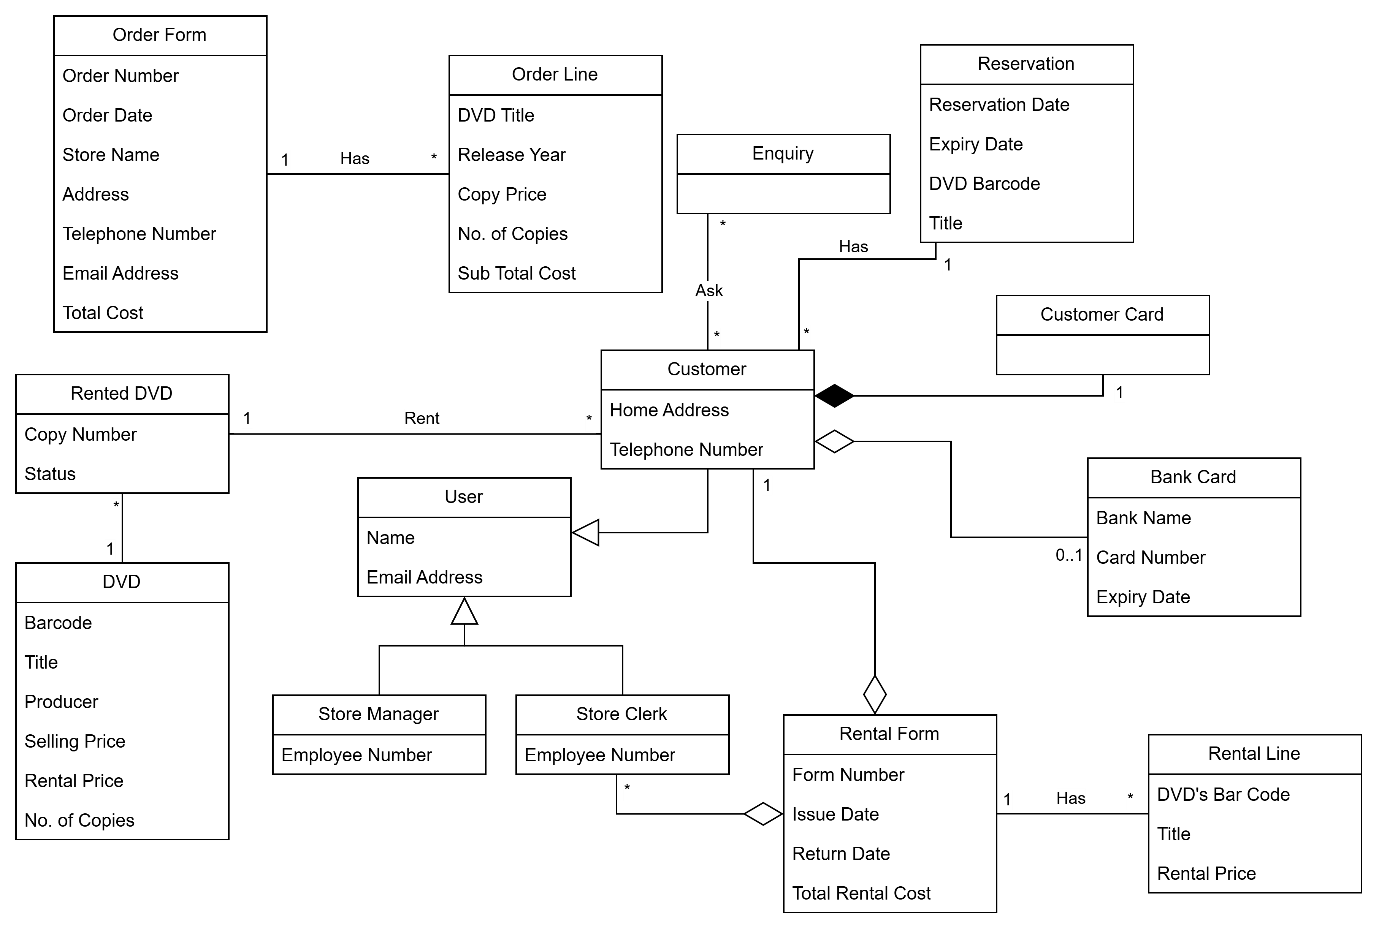 Order Form
Order Number
Order Date
Store Name
Address
Telephone Number
Email Address
Total Cost
1 Has *
Order Line
DVD Title
Release Year
Copy Price
No. of Copies
Sub Total Cost
Enquiry
*
Ask
*
Reservation
Reservation Date
Expiry Date
DVD Barcode
Title
Has
1
*
Customer Card
1
Customer
Home Address
Telephone Number
Rented DVD
Copy Number
Status
1 Rent *
*
1
DVD
Barcode
Title
Producer
Selling Price
Rental Price
No. of Copies
User
Name
Email Address
1
Bank Card
Bank Name
Card Number
Expiry Date
0..1
Store Manager
Employee Number
Store Clerk
Employee Number
*
Rental Form
Form Number
Issue Date
Return Date
Total Rental Cost
1 Has *
Rental Line
DVD's Bar Code
Title
Rental Price